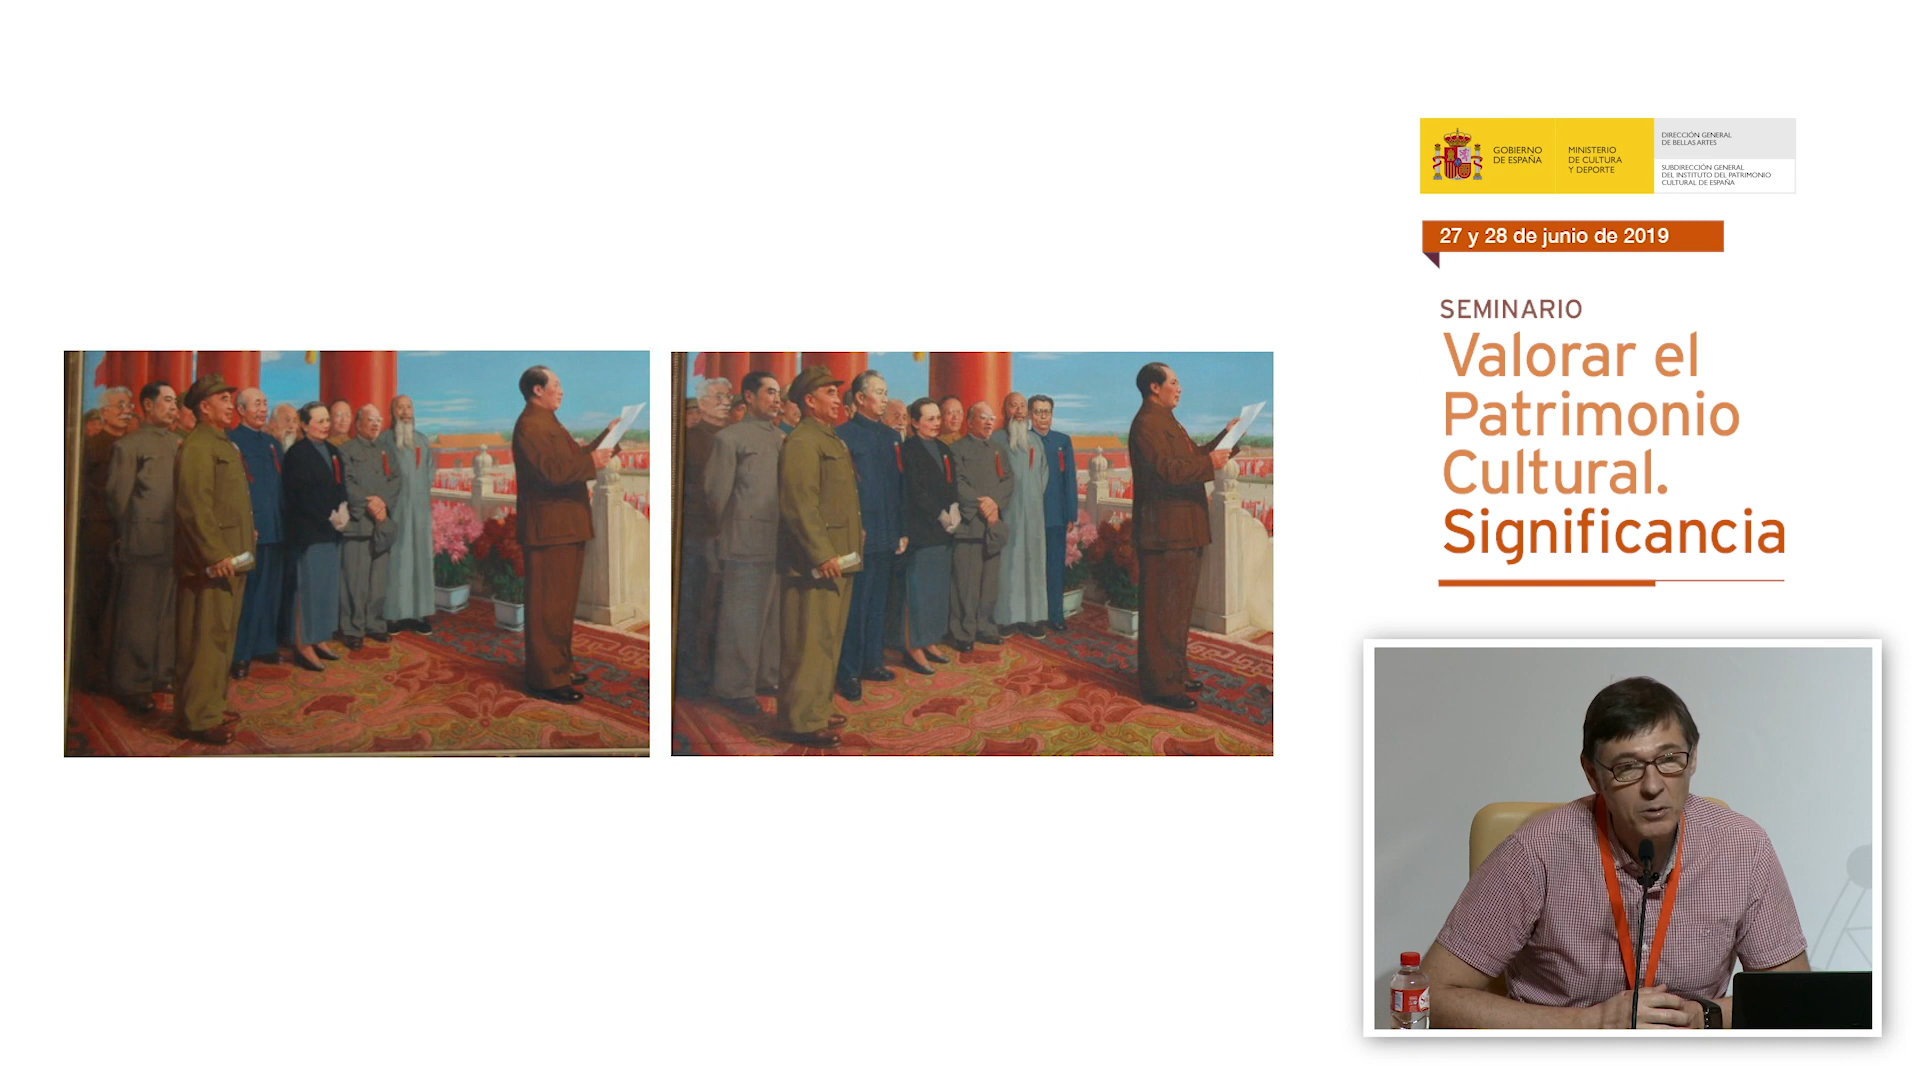 GOBIERNO
DE ESPAÑA
MINISTERIO
DE CULTURA
Y DEPORTE
DIRECCIÓN GENERAL
DE BELLAS ARTES
SUBDIRECCIÓN GENERAL
DEL INSTITUTO DEL PATRIMONIO
CULTURAL DE ESPAÑA
27 y 28 de junio de 2019
SEMINARIO
Valorar el
Patrimonio
Cultural.
Significancia